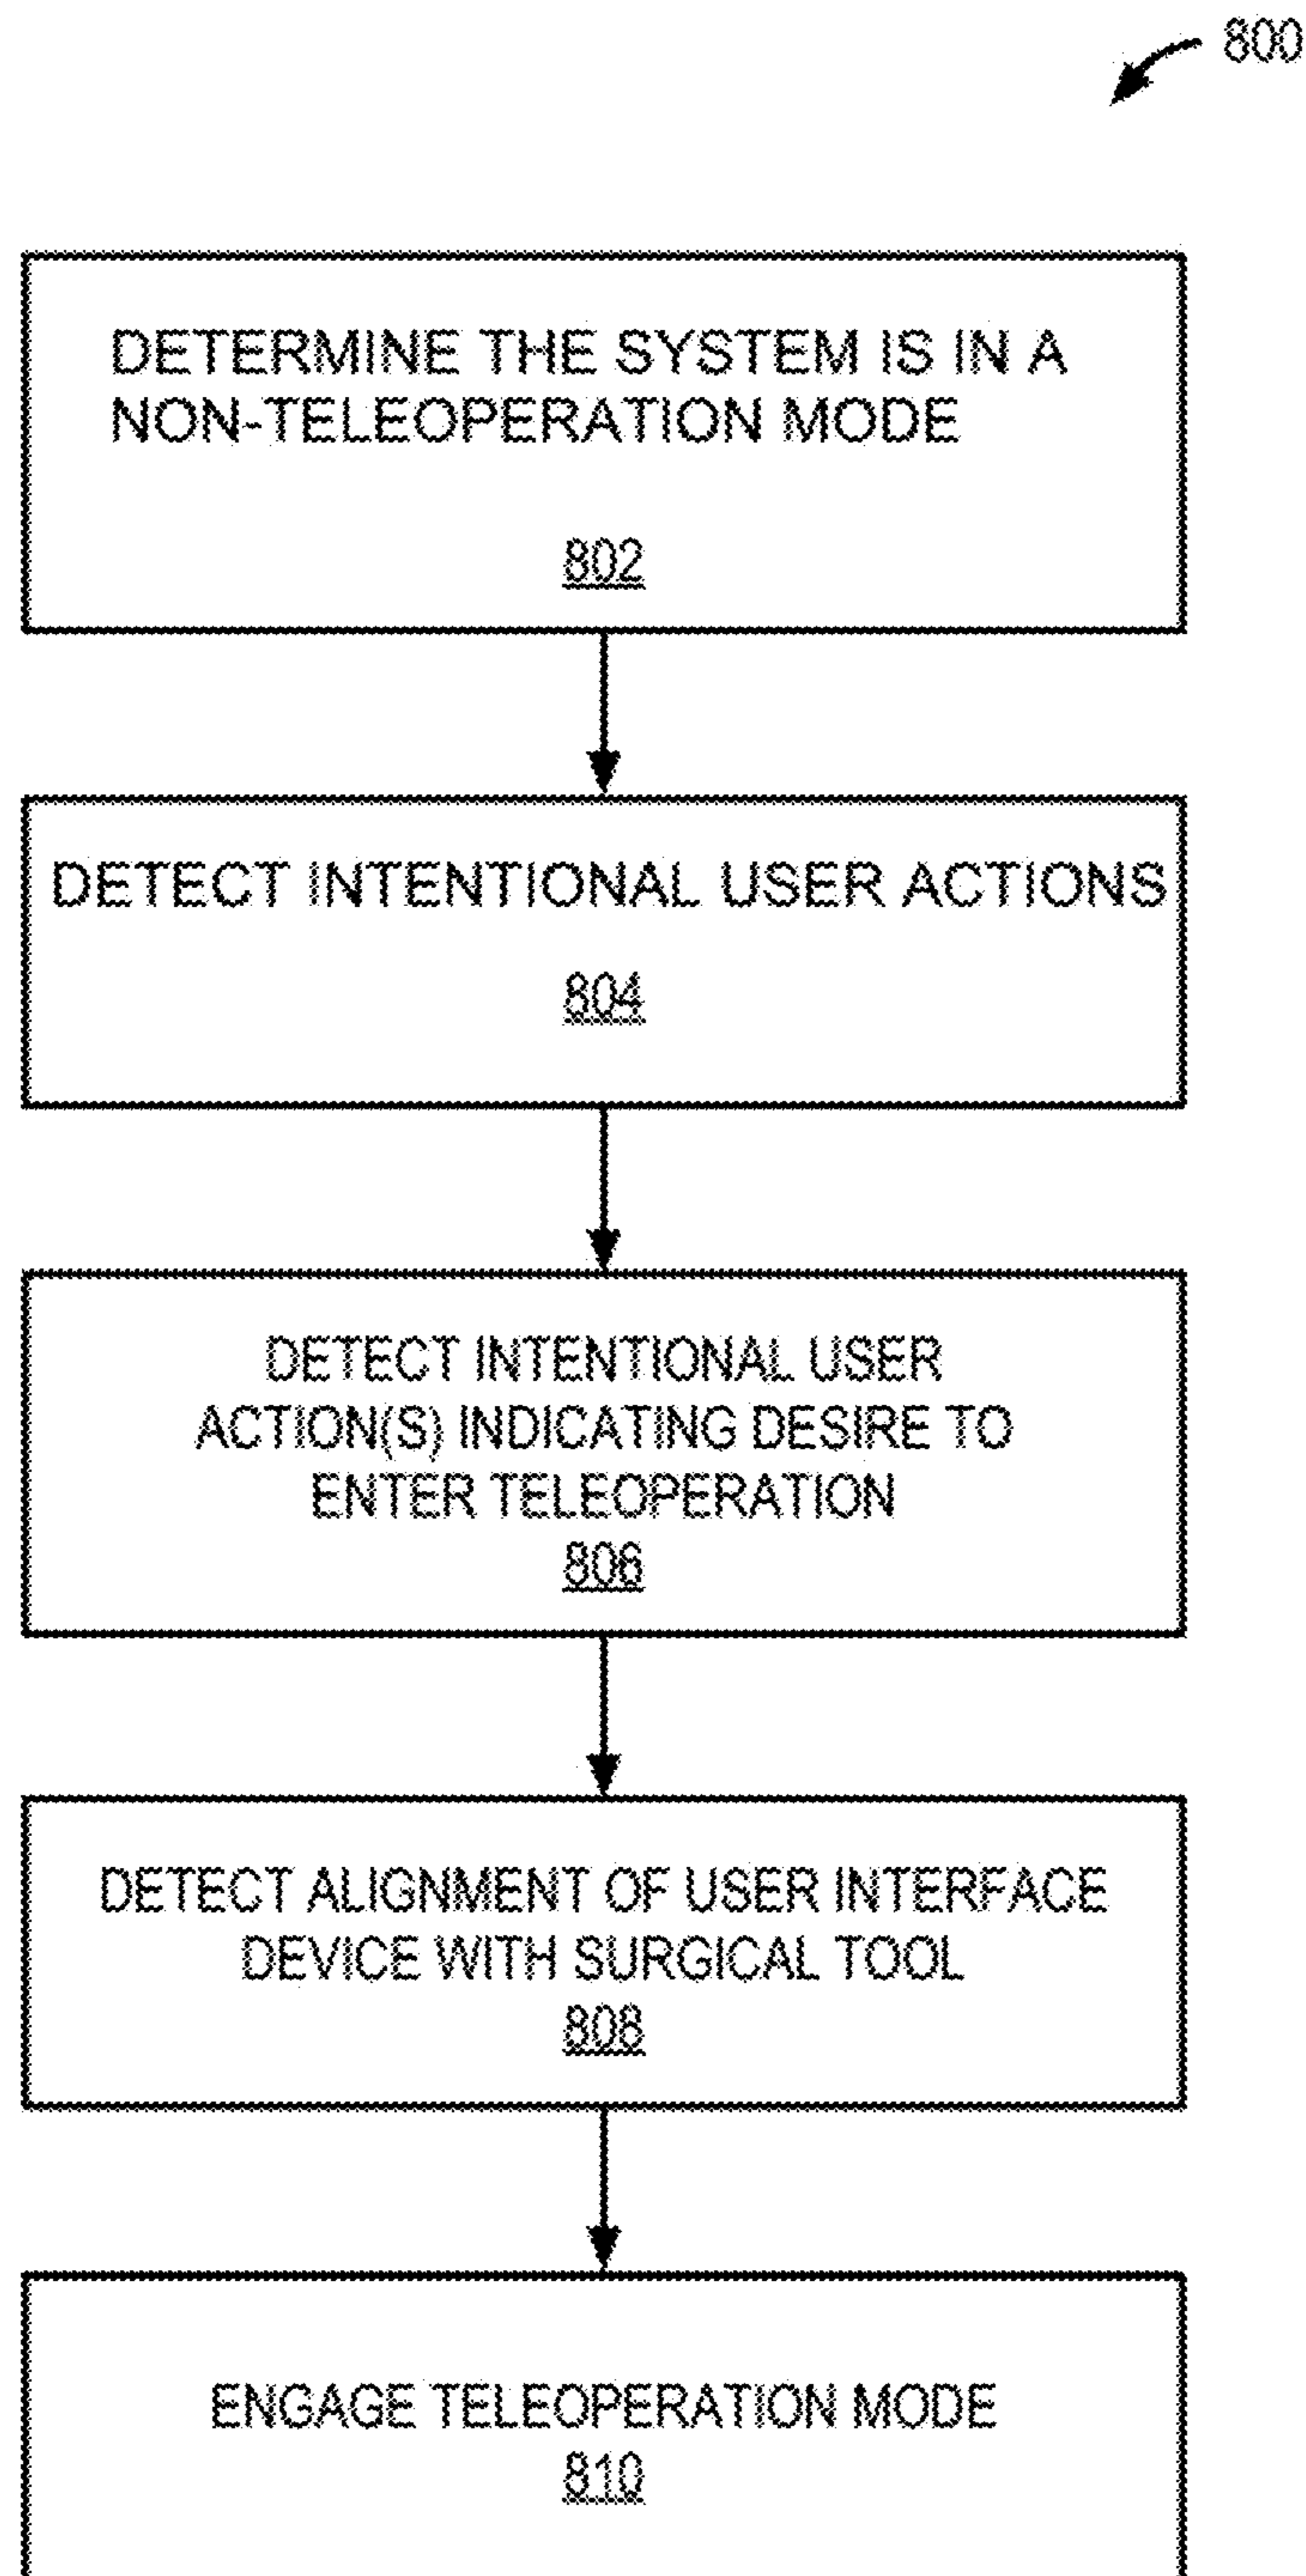 800
DETERMINE THE SYSTEM IS IN A
NON-TELEOPERATION MODE
802
DETECT INTENTIONAL USER ACTIONS
804
DETECT INTENTIONAL USER
ACTION(S) INDICATING DESIRE TO
ENTER TELEOPERATION
806
DETECT ALIGNMENT OF USER INTERFACE
DEVICE WITH SURGICAL TOOL
808
ENGAGE TELEOPERATION MODE
810